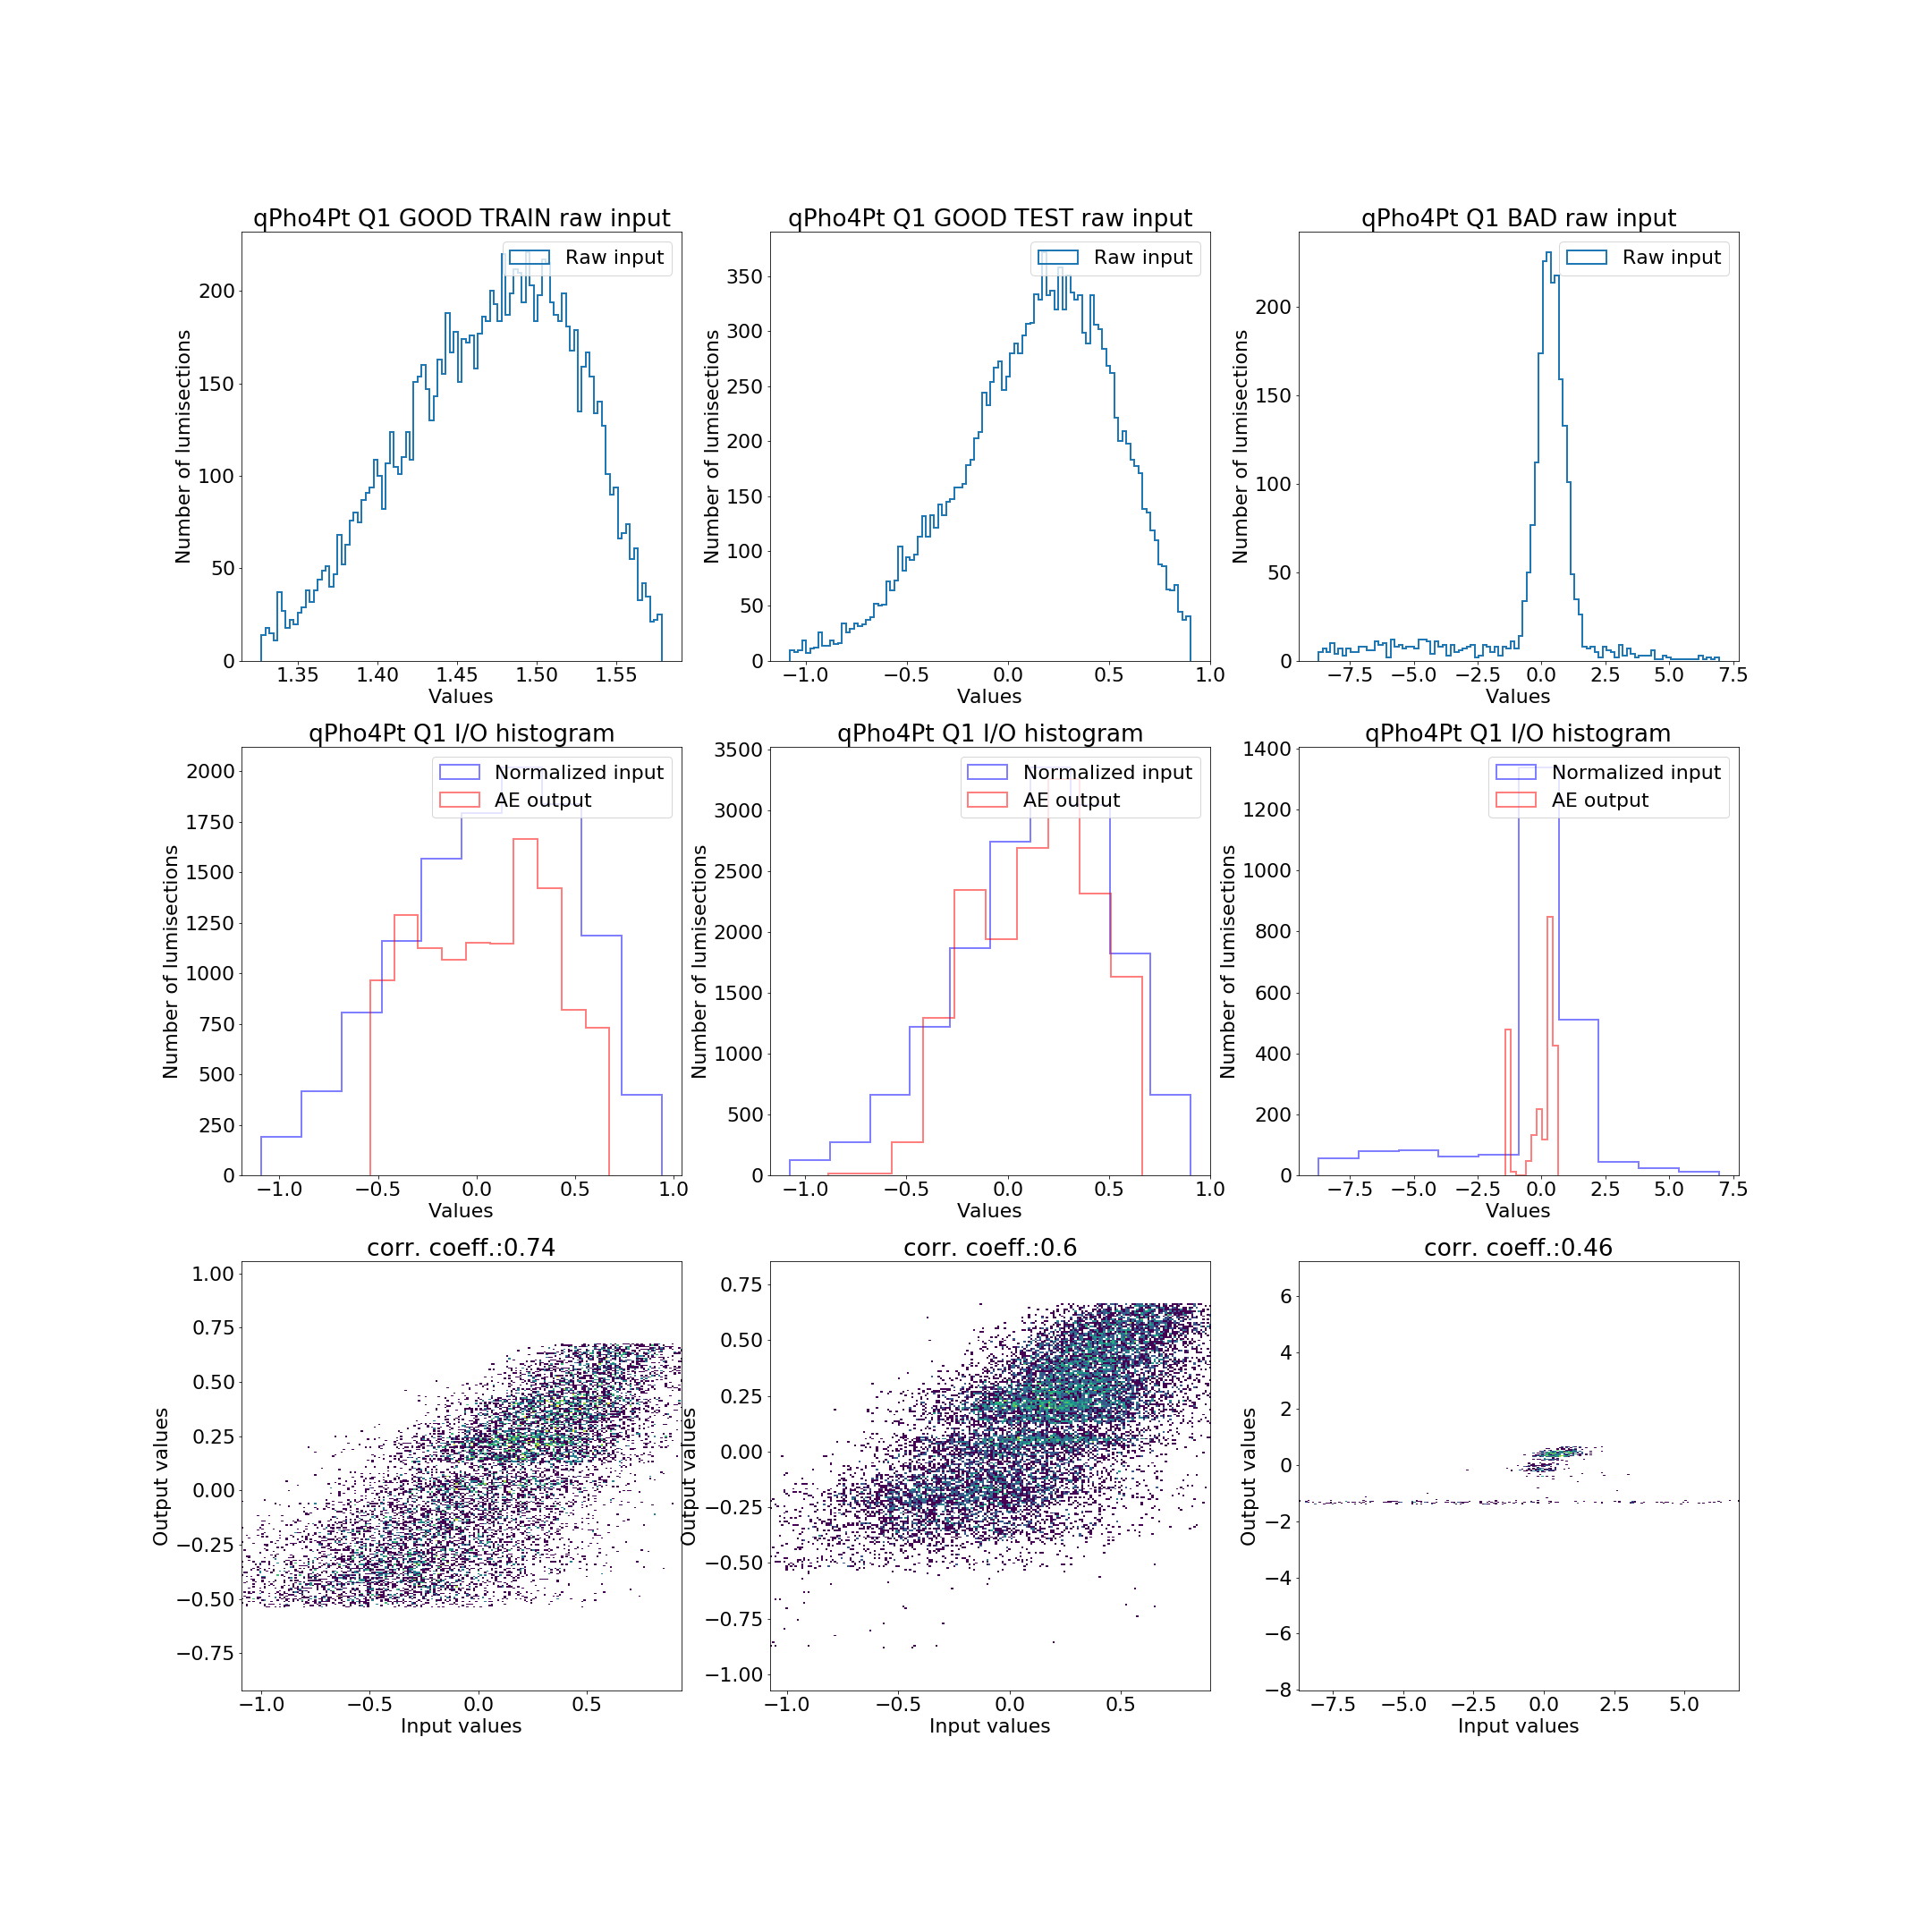 qPho4Pt Q1 GOOD TRAIN raw input
Raw input
Number of lumisections
200
150
100
50
0
1.35 1.40 1.45 1.50 1.55
Values
qPho4Pt Q1 GOOD TEST raw input
Raw input
Number of lumisections
350
300
250
200
150
100
50
0
−1.0 −0.5 0.0 0.5 1.0
Values
qPho4Pt Q1 BAD raw input
Raw input
Number of lumisections
200
150
100
50
0
−7.5 −5.0 −2.5 0.0 2.5 5.0 7.5
Values
qPho4Pt Q1 I/O histogram
Normalized input
AE output
Number of lumisections
2000
1750
1500
1250
1000
750
500
250
0
−1.0 −0.5 0.0 0.5 1.0
Values
qPho4Pt Q1 I/O histogram
Normalized input
AE output
Number of lumisections
3500
3000
2500
2000
1500
1000
500
0
−1.0 −0.5 0.0 0.5 1.0
Values
qPho4Pt Q1 I/O histogram
Normalized input
AE output
Number of lumisections
1400
1200
1000
800
600
400
200
0
−7.5 −5.0 −2.5 0.0 2.5 5.0 7.5
Values
corr. coeff.:0.74
Output values
1.00
0.75
0.50
0.25
0.00
−0.25
−0.50
−0.75
−1.0 −0.5 0.0 0.5
Input values
corr. coeff.:0.6
Output values
0.75
0.50
0.25
0.00
−0.25
−0.50
−0.75
−1.00
−1.0 −0.5 0.0 0.5
Input values
corr. coeff.:0.46
Output values
6
4
2
0
−2
−4
−6
−8
−7.5 −5.0 −2.5 0.0 2.5 5.0
Input values